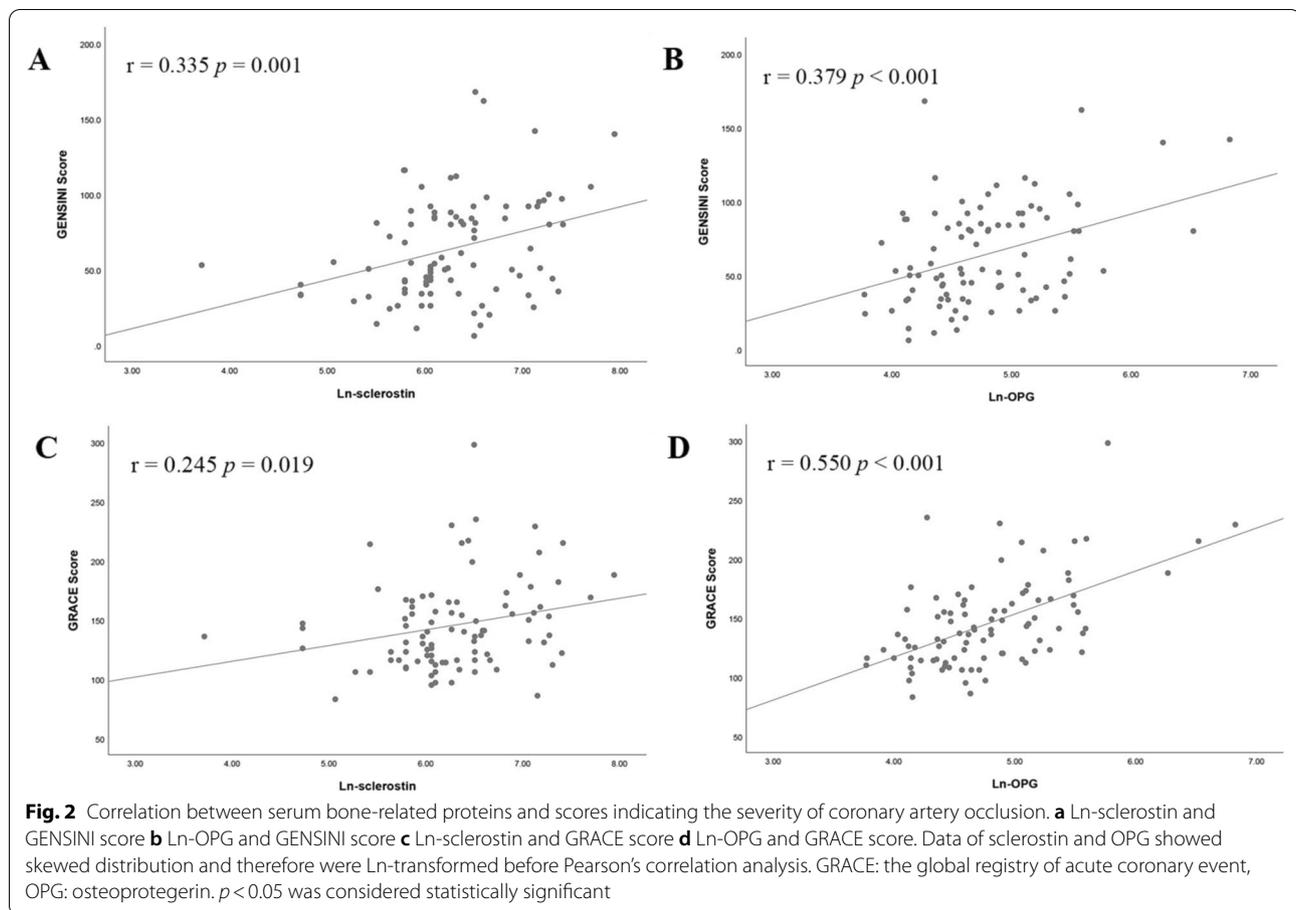 A
r = 0.335 p = 0.001
200.0
150.0
100.0
50.0
.0
GENSINI Score
3.00 4.00 5.00 6.00 7.00 8.00
Ln-sclerostin
B
r = 0.379 p < 0.001
200.0
150.0
100.0
50.0
.0
GENSINI Score
3.00 4.00 5.00 6.00 7.00
Ln-OPG
C
r = 0.245 p = 0.019
300
250
200
150
100
50
GRACE Score
3.00 4.00 5.00 6.00 7.00 8.00
Ln-sclerostin
D
r = 0.550 p < 0.001
300
250
200
150
100
50
GRACE Score
3.00 4.00 5.00 6.00 7.00
Ln-OPG
Fig. 2 Correlation between serum bone-related proteins and scores indicating the severity of coronary artery occlusion. a Ln-sclerostin and
GENSINI score b Ln-OPG and GENSINI score c Ln-sclerostin and GRACE score d Ln-OPG and GRACE score. Data of sclerostin and OPG showed
skewed distribution and therefore were Ln-transformed before Pearson's correlation analysis. GRACE: the global registry of acute coronary event,
OPG: osteoprotegerin. p < 0.05 was considered statistically significant